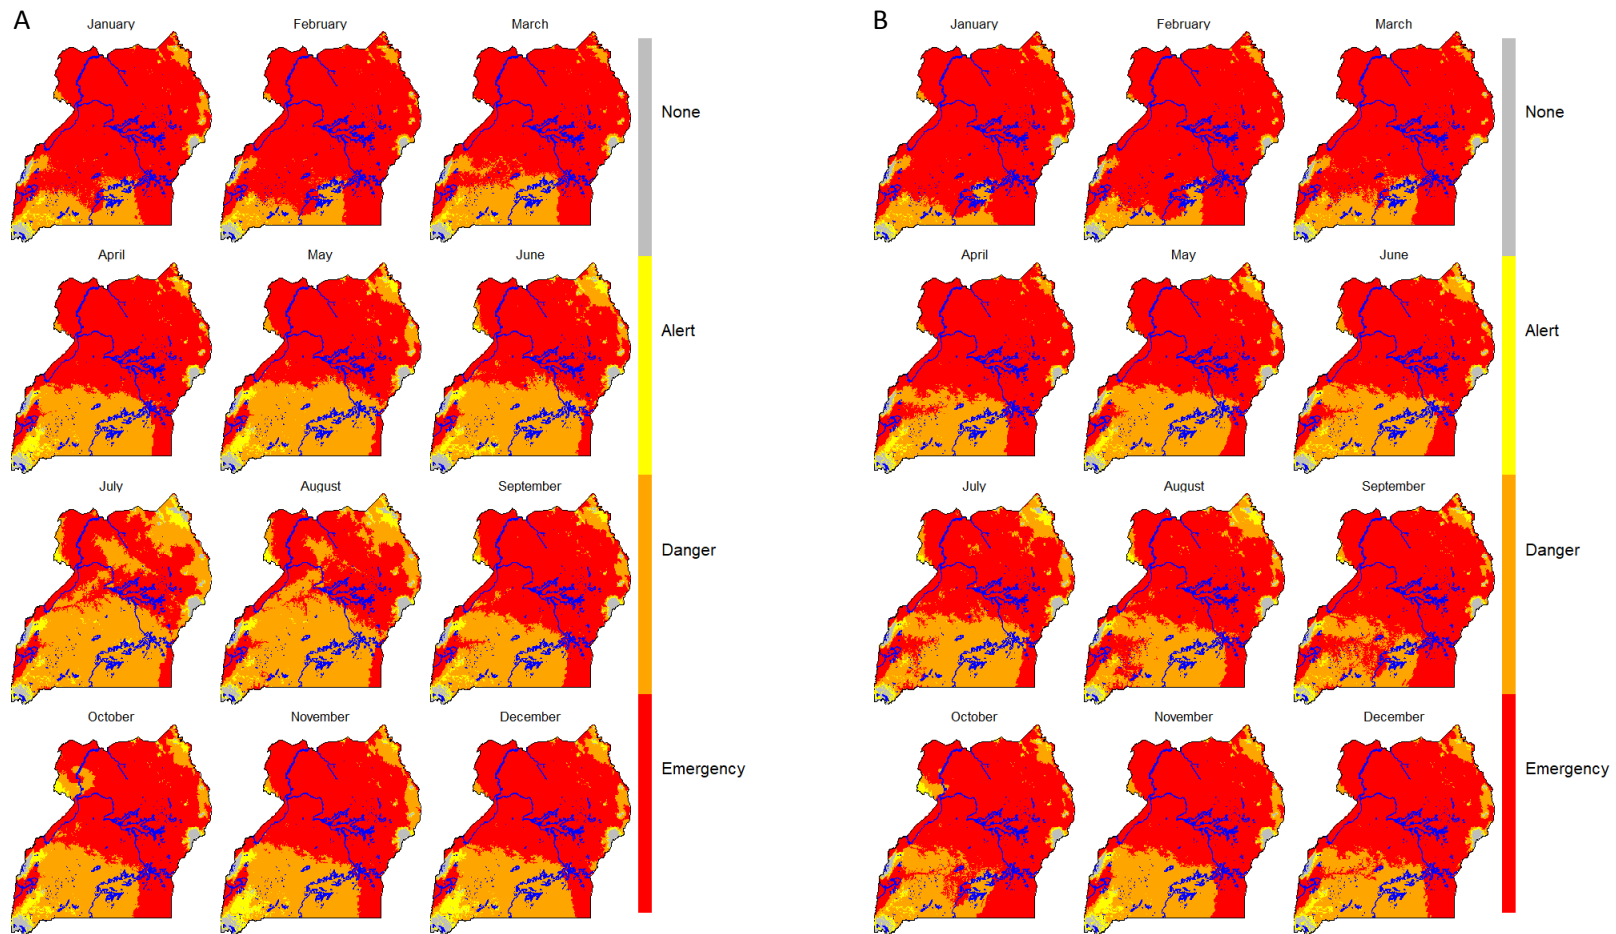 A
January
February
March
None
April
May
June
Alert
July
August
September
Danger
October
November
December
Emergency
B
January
February
March
None
April
May
June
Alert
July
August
September
Danger
October
November
December
Emergency